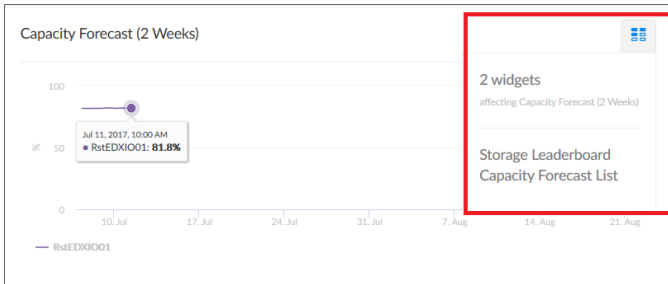 Capacity Forecast (2 Weeks)
2 widgets
affecting Capacity Forecast (2 Weeks)
Storage Leaderboard
Capacity Forecast List
100
%
50
0
Jul 11, 2017, 10:00 AM
● RstEDXIO01: 81.8%
10. Jul 17. Jul 24. Jul 31. Jul 7. Aug 14. Aug 21. Aug
RstEDXIO01